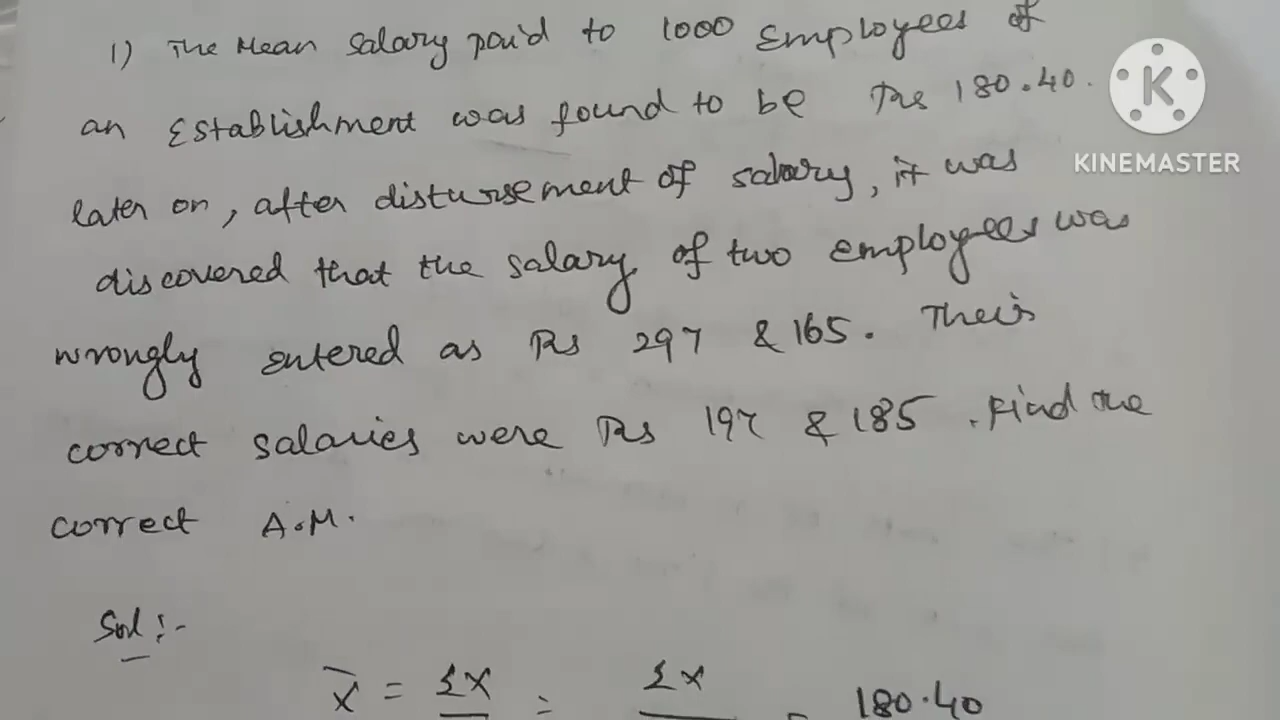 1) The Mean salary paid to 1000 Employees of
an Establishment was found to be Rs 180.40.
KINEMASTER
later on, after distursement of salary, it was
discovered that the salary of two employees was
wrongly entered as Rs 297 & 165. Their
correct salaries were Rs 197 & 185. Find the
correct A.M.
Sol :-
X̄ = ΣX = ΣX = 180.40